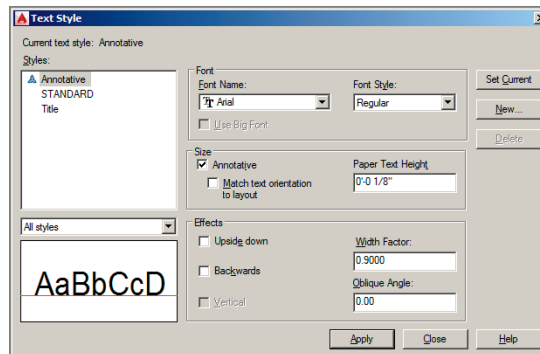 Text Style
Current text style: Annotative
Styles:
Annotative
STANDARD
Title
All styles
AaBbCcD
Font
Font Name:
Arial
Font Style:
Regular
Use Big Font
Size
Annotative
Match text orientation
to layout
Paper Text Height
0'-0 1/8"
Effects
Upside down
Backwards
Vertical
Width Factor:
0.9000
Oblique Angle:
0.00
Set Current
New...
Delete
Apply
Close
Help